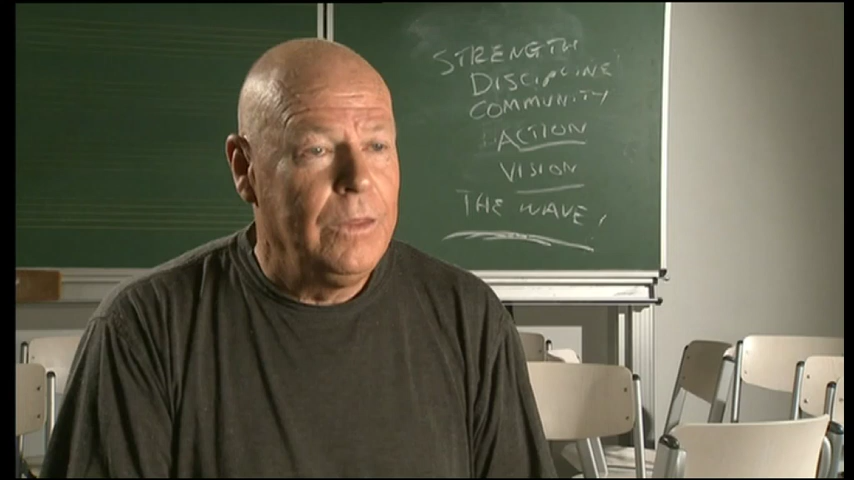 STRENGTH
DISCIPLINE
COMMUNITY
ACTION
VISION
THE WAVE!